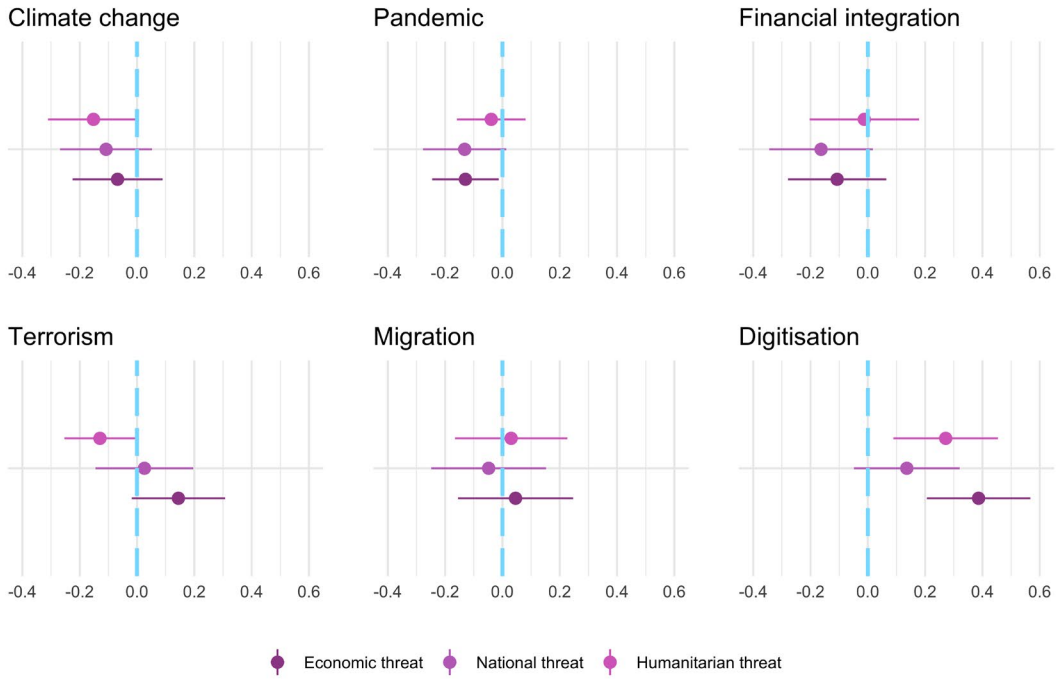 Climate change Pandemic Financial integration
-0.4 -0.2 0.0 0.2 0.4 0.6 -0.4 -0.2 0.0 0.2 0.4 0.6 -0.4 -0.2 0.0 0.2 0.4 0.6
Terrorism Migration Digitisation
-0.4 -0.2 0.0 0.2 0.4 0.6 -0.4 -0.2 0.0 0.2 0.4 0.6 -0.4 -0.2 0.0 0.2 0.4 0.6
Economic threat National threat Humanitarian threat